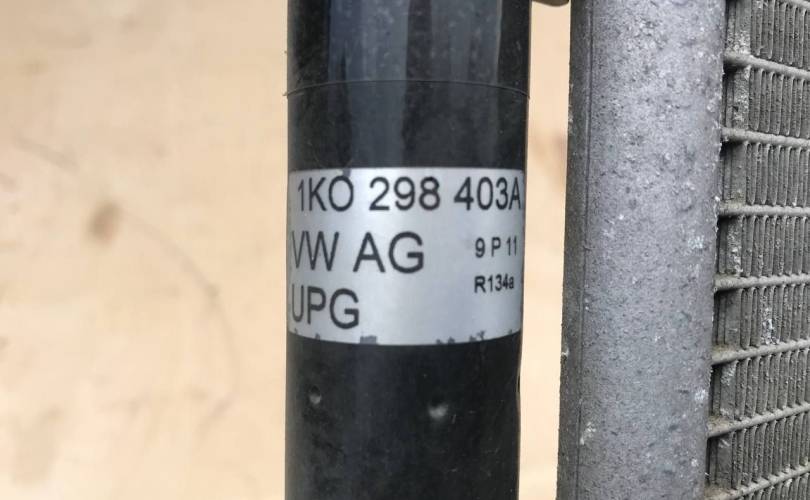 1K0 298 403A
VW AG
9 P 11
R134a
UPG